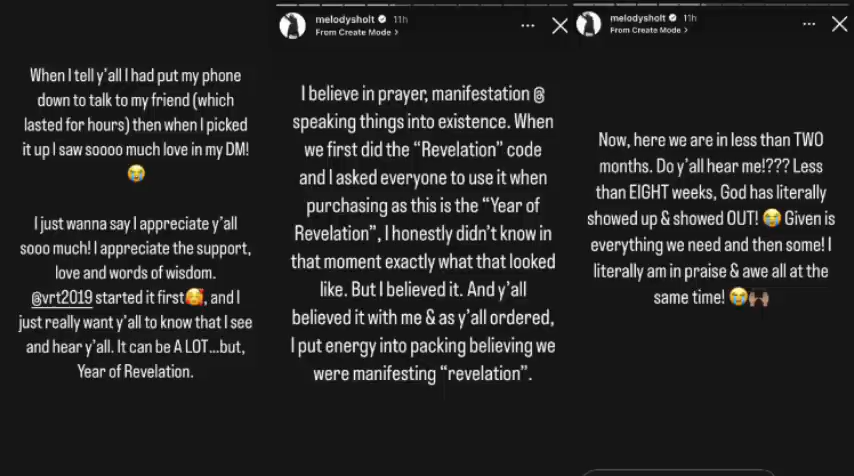 When I tell y'all I had put my phone
down to talk to my friend (which
lasted for hours) then when I picked
it up I saw soooo much love in my DM!
😭
I just wanna say I appreciate y'all
sooo much! I appreciate the support,
love and words of wisdom.
@vrt2019 started it first🥰, and I
just really want y'all to know that I see
and hear y'all. It can be A LOT...but,
Year of Revelation.
melodysholt 11h
From Create Mode >
I believe in prayer, manifestation @
speaking things into existence. When
we first did the “Revelation” code
and I asked everyone to use it when
purchasing as this is the “Year of
Revelation”, I honestly didn't know in
that moment exactly what that looked
like. But I believed it. And y'all
believed it with me & as y'all ordered,
I put energy into packing believing we
were manifesting “revelation”.
melodysholt 11h
From Create Mode >
Now, here we are in less than TWO
months. Do y'all hear me!??? Less
than EIGHT weeks, God has literally
showed up & showed OUT! 😭 Given is
everything we need and then some! I
literally am in praise & awe all at the
same time! 😭🙌🏽